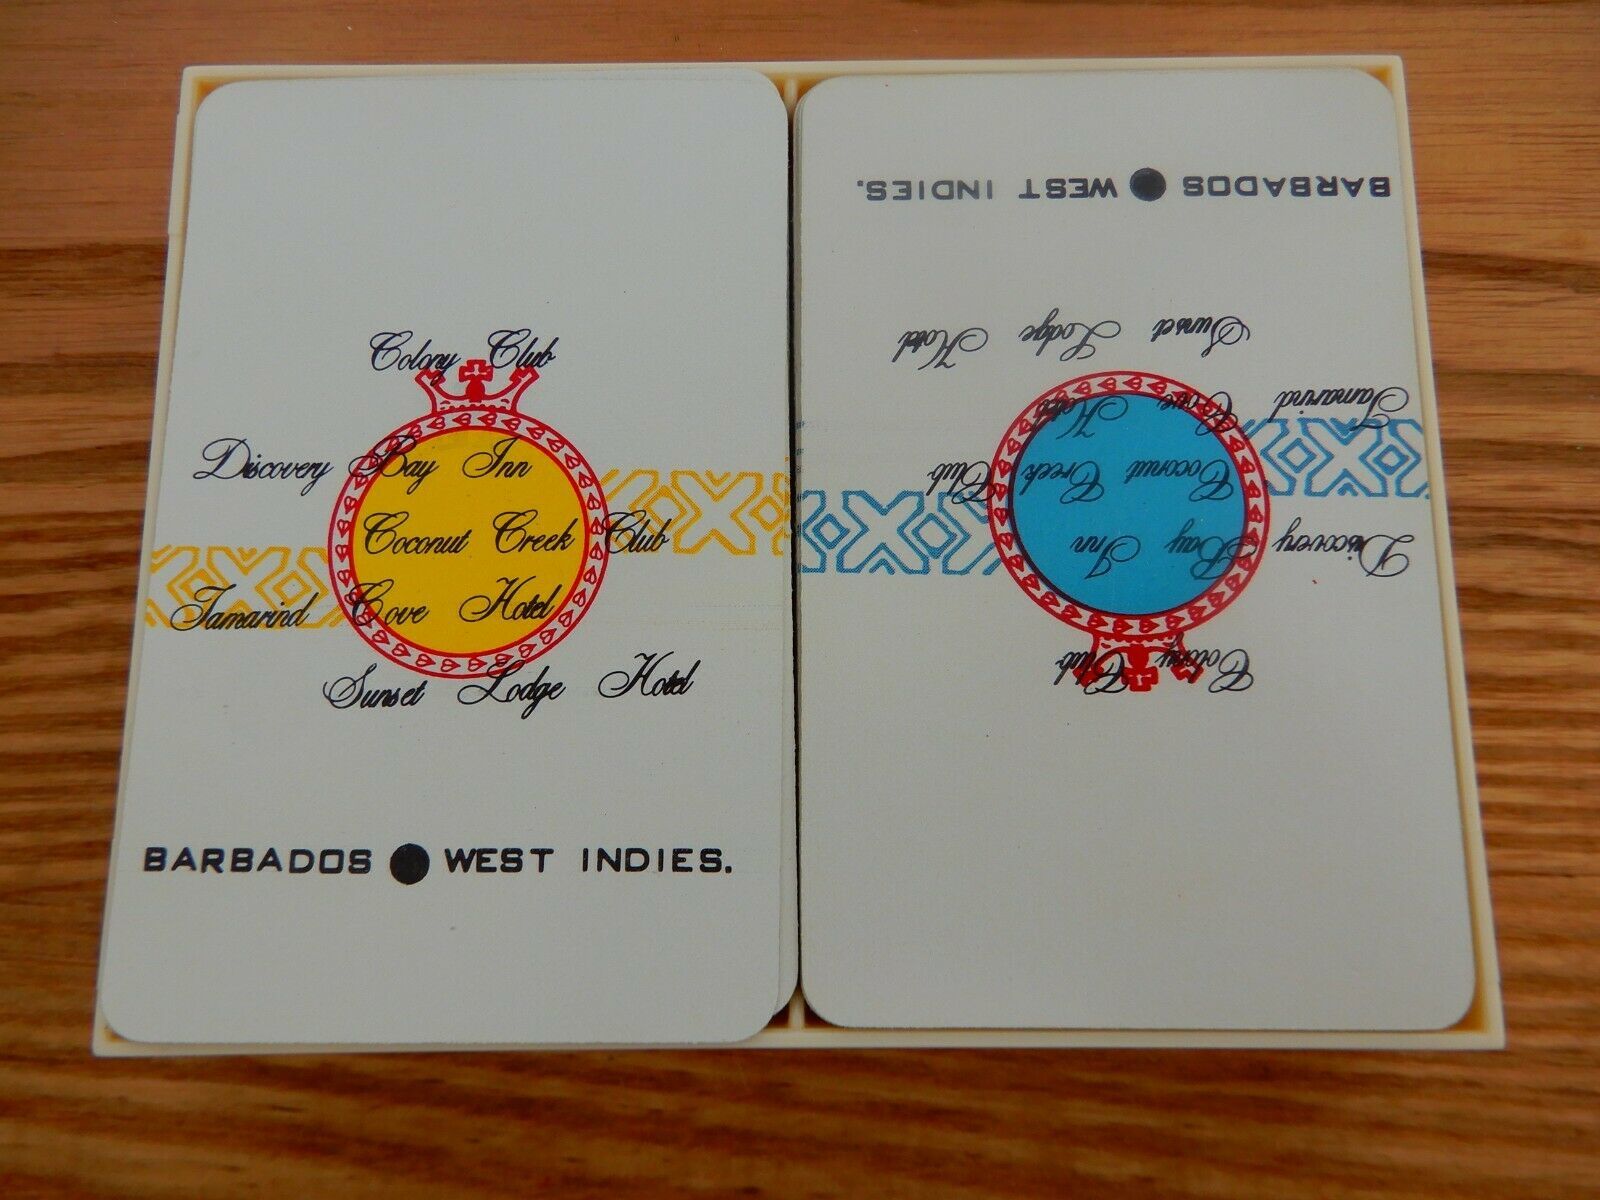 Colony Club
Discovery Bay Inn
Coconut Creek Club
Tamarind Cove Hotel
Sunset Lodge Hotel
BARBADOS ● WEST INDIES.
Colony Club
Discovery Bay Inn
Coconut Creek Club
Tamarind Cove Hotel
Sunset Lodge Hotel
BARBADOS ● WEST INDIES.